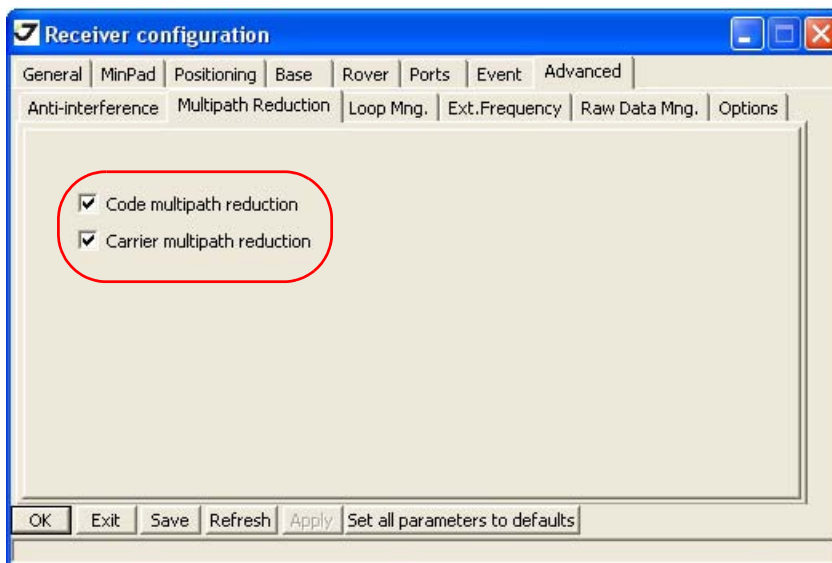 Receiver configuration
General MinPad Positioning Base Rover Ports Event Advanced
Anti-interference Multipath Reduction Loop Mng. Ext.Frequency Raw Data Mng. Options
Code multipath reduction
Carrier multipath reduction
OK Exit Save Refresh Apply Set all parameters to defaults